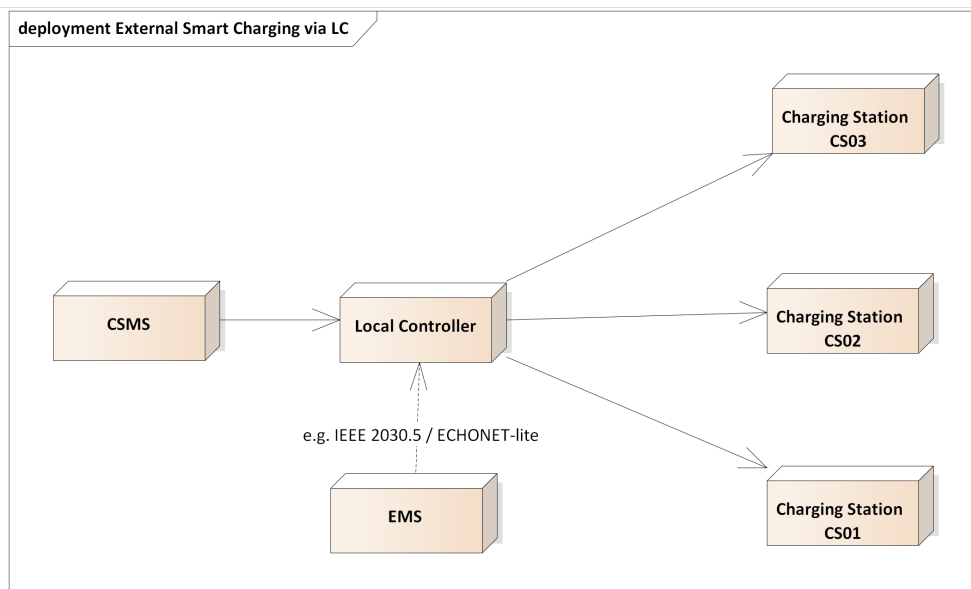 deployment External Smart Charging via LC
Charging Station
CS03
CSMS
Local Controller
Charging Station
CS02
e.g. IEEE 2030.5 / ECHONET-lite
EMS
Charging Station
CS01